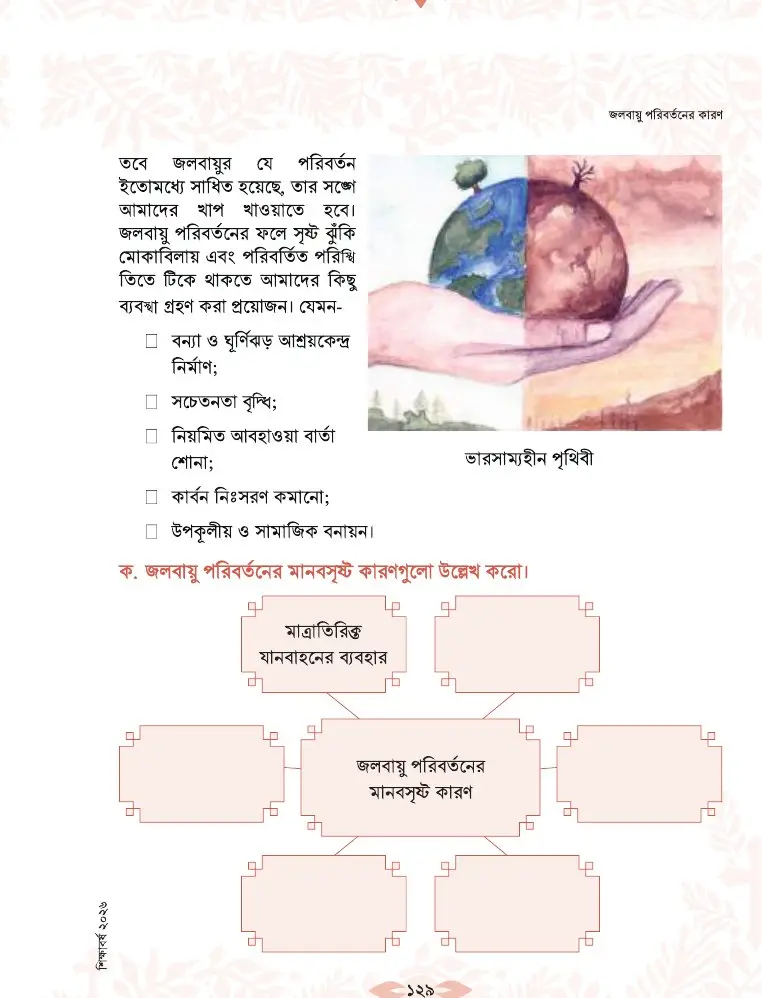 জলবায়ু পরিবর্তনের কারণ
তবে জলবায়ুর যে পরিবর্তন
ইতোমধ্যে সাধিত হয়েছে, তার সঙ্গে
আমাদের খাপ খাওয়াতে হবে।
জলবায়ু পরিবর্তনের ফলে সৃষ্ট ঝুঁকি
মোকাবিলায় এবং পরিবর্তিত পরিস্থি
তিতে টিকে থাকতে আমাদের কিছু
ব্যবস্থা গ্রহণ করা প্রয়োজন। যেমন-
বন্যা ও ঘূর্ণিঝড় আশ্রয়কেন্দ্র
নির্মাণ;
সচেতনতা বৃদ্ধি;
নিয়মিত আবহাওয়া বার্তা
শোনা;
কার্বন নিঃসরণ কমানো;
উপকূলীয় ও সামাজিক বনায়ন।
ভারসাম্যহীন পৃথিবী
ক. জলবায়ু পরিবর্তনের মানবসৃষ্ট কারণগুলো উল্লেখ করো।
মাত্রাতিরিক্ত
যানবাহনের ব্যবহার
জলবায়ু পরিবর্তনের
মানবসৃষ্ট কারণ
শিক্ষাবর্ষ ২০২৬
১২৯